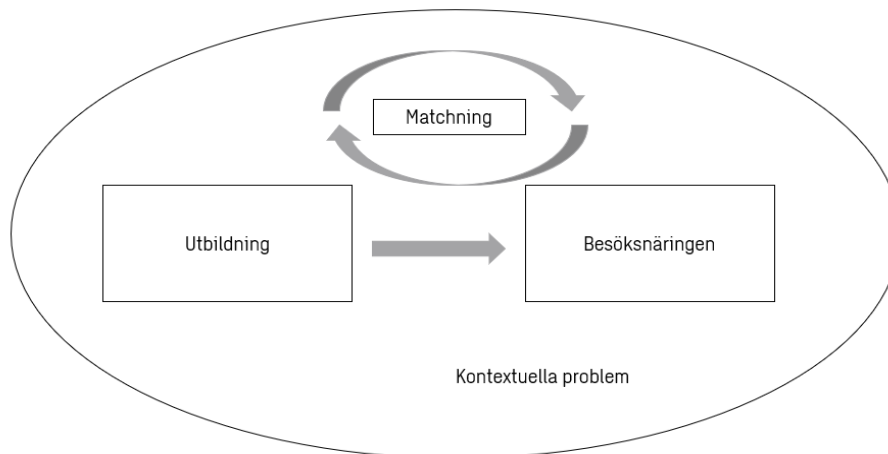 Matchning
Utbildning
Besöksnäringen
Kontextuella problem